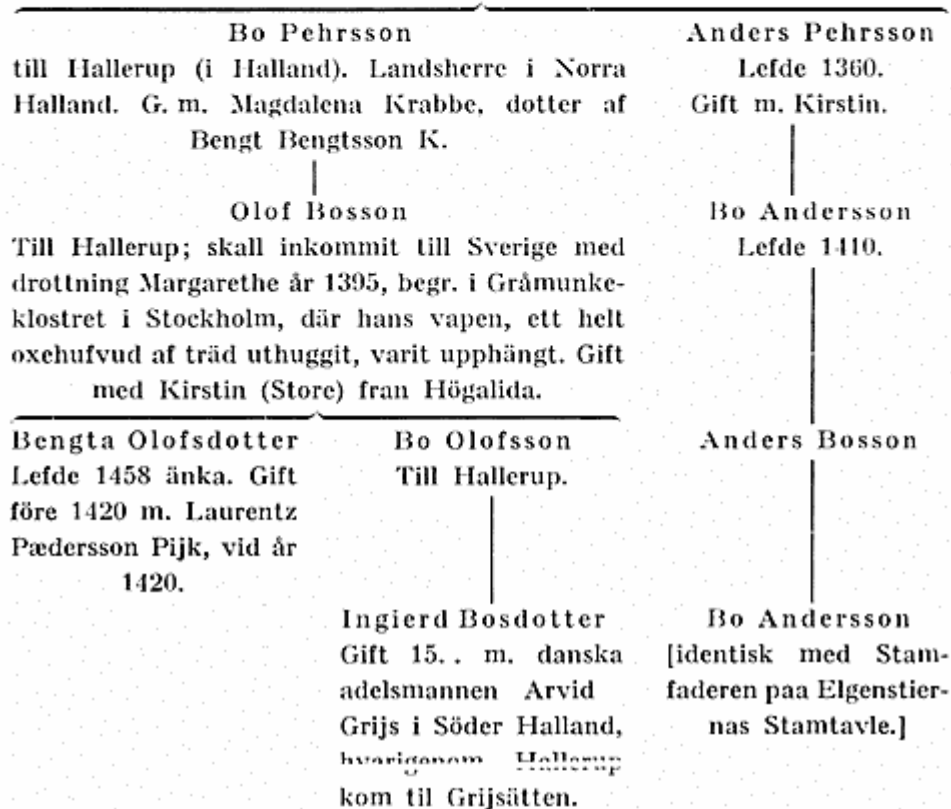 Bo Pehrsson
till Hallerup (i Halland). Landsherre i Norra
Halland. G. m. Magdalena Krabbe, dotter af
Bengt Bengtsson K.
Anders Pehrsson
Lefde 1360.
Gift m. Kirstin.
Olof Bosson
Till Hallerup; skall inkommit till Sverige med
drottning Margarethe år 1395, begr. i Gråmunke-
klostret i Stockholm, där hans vapen, ett helt
oxehufvud af träd uthuggit, varit upphängt. Gift
med Kirstin (Store) fran Högalida.
Bo Andersson
Lefde 1410.
Bengta Olofsdotter
Lefde 1458 änka. Gift
före 1420 m. Laurentz
Pædersson Pijk, vid år
1420.
Bo Olofsson
Till Hallerup.
Anders Bosson
Ingierd Bosdotter
Gift 15. . m. danska
adelsmannen Arvid
Grijs i Söder Halland,
hvarigenom Hallerup
kom til Grijsätten.
Bo Andersson
[identisk med Stam-
faderen paa Elgenstier-
nas Stamtavle.]